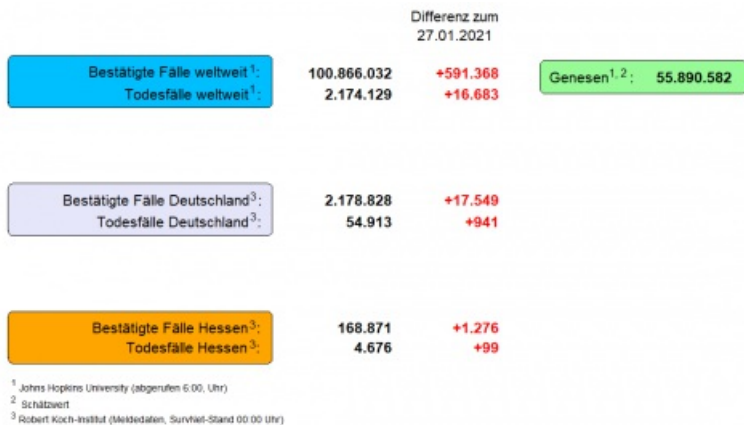 Differenz zum
27.01.2021
Bestätigte Fälle weltweit¹: 100.866.032 +591.368 Genesen¹,²: 55.890.582
Todesfälle weltweit¹: 2.174.129 +16.683
Bestätigte Fälle Deutschland³: 2.178.828 +17.549
Todesfälle Deutschland³: 54.913 +941
Bestätigte Fälle Hessen³: 168.871 +1.276
Todesfälle Hessen³: 4.676 +99
¹ Johns Hopkins University (abgerufen 6:00, Uhr)
² Schätzwert
³ Robert Koch-Institut (Meldedaten, SurvNet-Stand 00:00 Uhr)